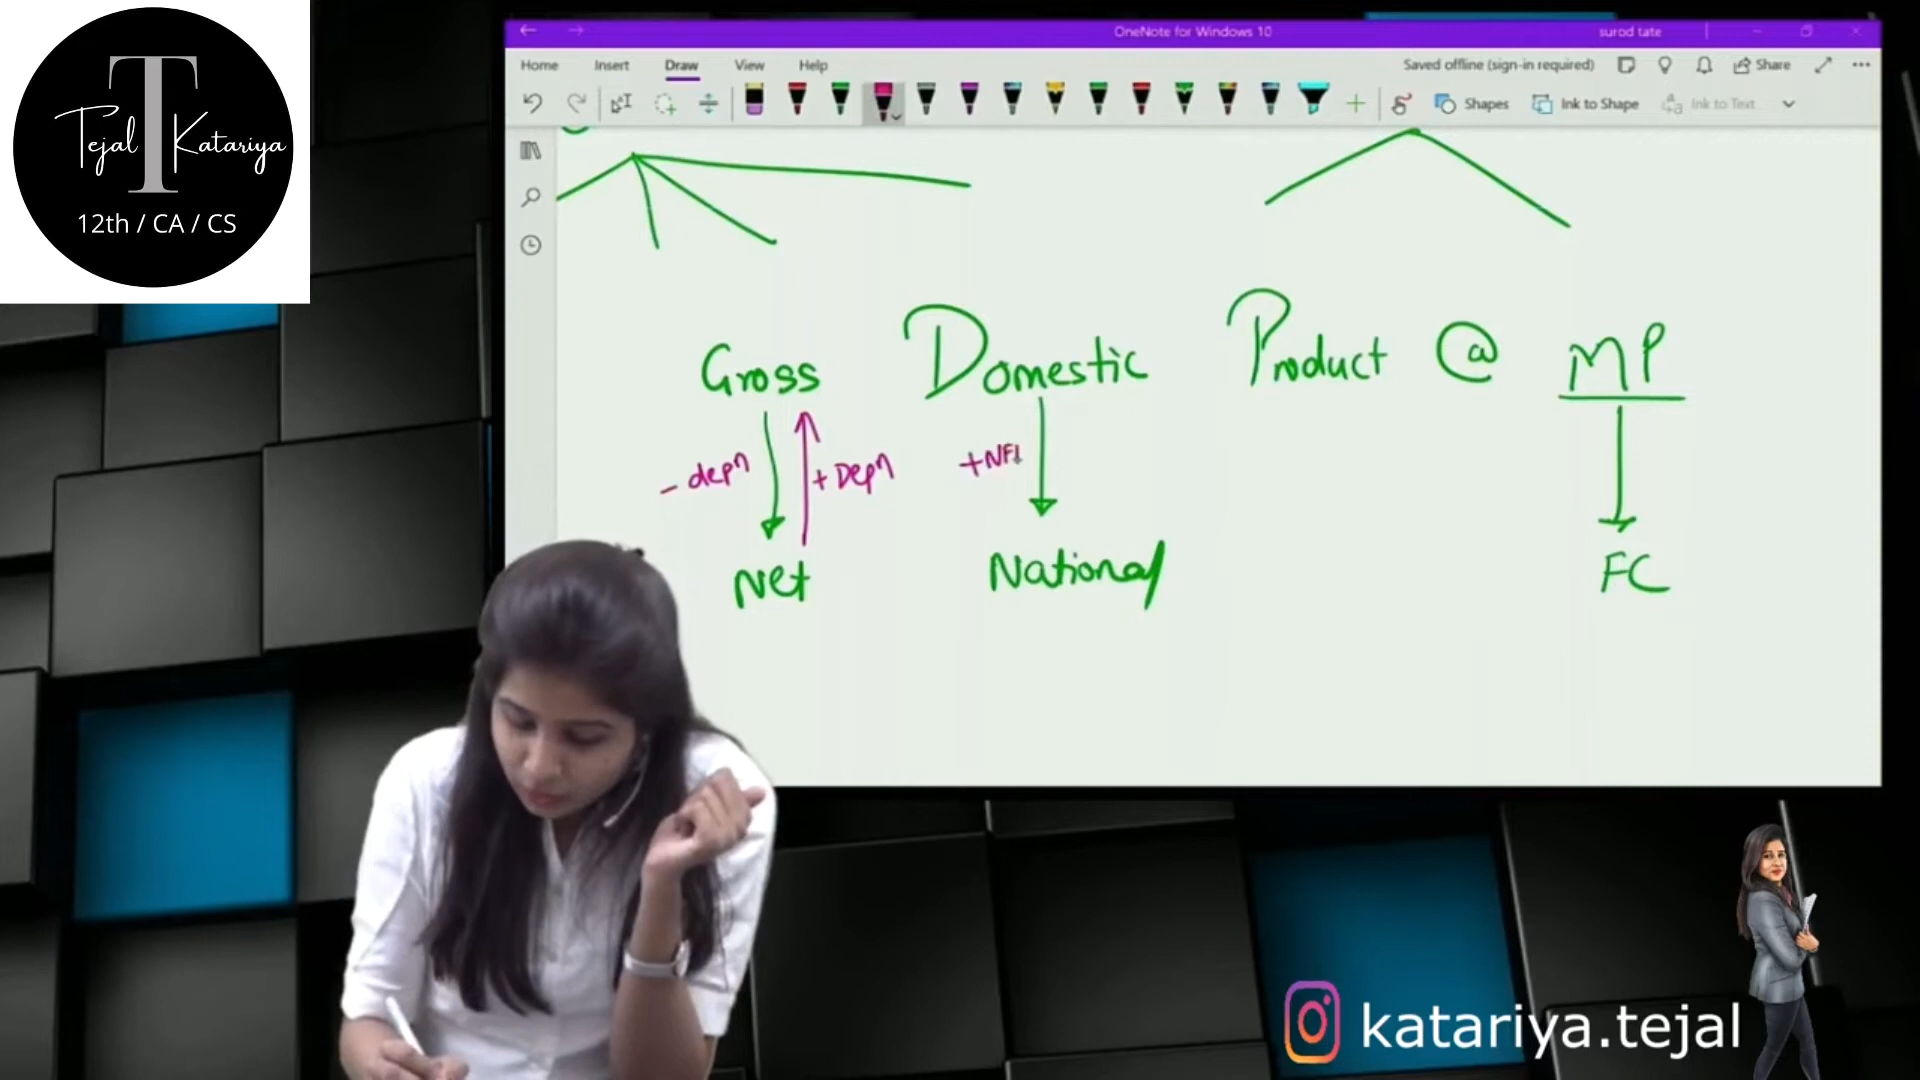 T
Tejal Katariya
12th / CA / CS
OneNote for Windows 10
surod tate
Home Insert Draw View Help
Saved offline (sign-in required)
Share
Shapes
Ink to Shape
Ink to Text
Gross Domestic Product @ MP
- depn + Depn +NFI
Net National FC
katariya.tejal